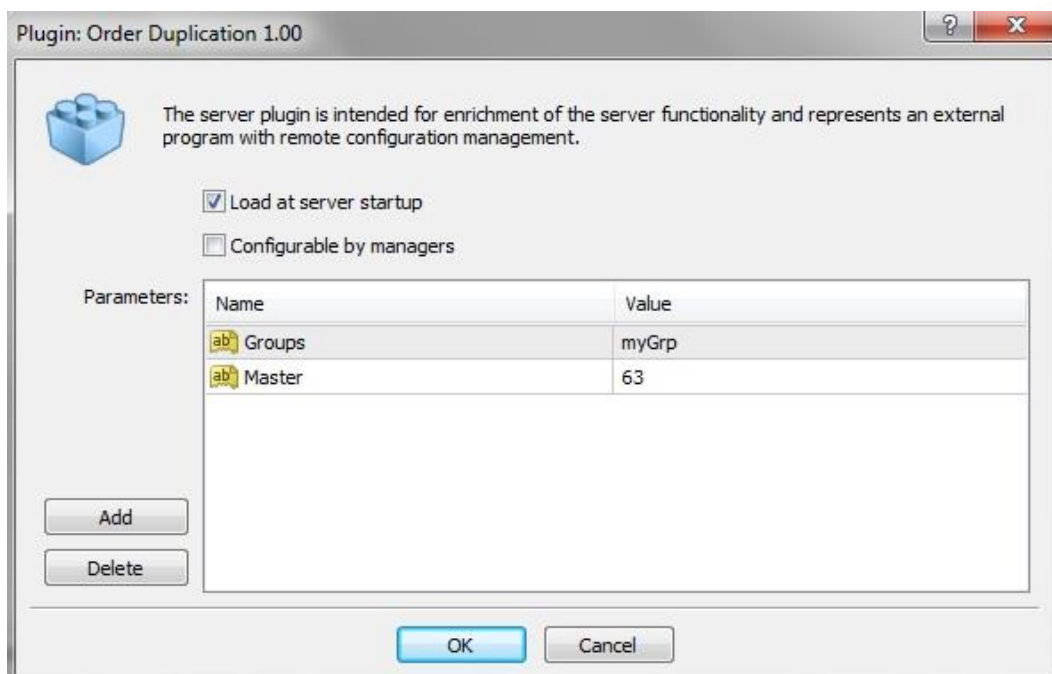 Plugin: Order Duplication 1.00
The server plugin is intended for enrichment of the server functionality and represents an external
program with remote configuration management.
Load at server startup
Configurable by managers
Parameters:
Name Value
ab Groups myGrp
ab Master 63
Add
Delete
OK Cancel